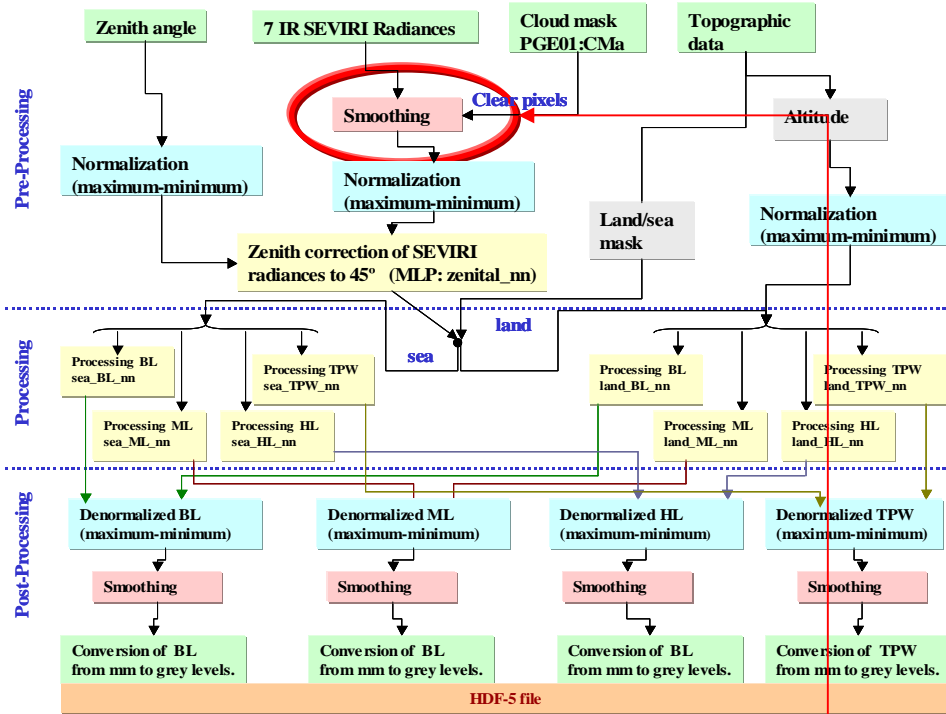 Zenith angle
7 IR SEVIRI Radiances
Cloud mask
PGE01:CMa
Topographic
data
Pre-Processing
Smoothing
Clear pixels
Altitude
Normalization
(maximum-minimum)
Normalization
(maximum-minimum)
Land/sea
mask
Normalization
(maximum-minimum)
Zenith correction of SEVIRI
radiances to 45º (MLP: zenital_nn)
land
sea
Processing
Processing BL
sea_BL_nn
Processing TPW
sea_TPW_nn
Processing ML
sea_ML_nn
Processing HL
sea_HL_nn
Processing BL
land_BL_nn
Processing TPW
land_TPW_nn
Processing ML
land_ML_nn
Processing HL
land_HL_nn
Post-Processing
Denormalized BL
(maximum-minimum)
Denormalized ML
(maximum-minimum)
Denormalized HL
(maximum-minimum)
Denormalized TPW
(maximum-minimum)
Smoothing
Smoothing
Smoothing
Smoothing
Conversion of BL
from mm to grey levels.
Conversion of BL
from mm to grey levels.
Conversion of BL
from mm to grey levels.
Conversion of TPW
from mm to grey levels.
HDF-5 file